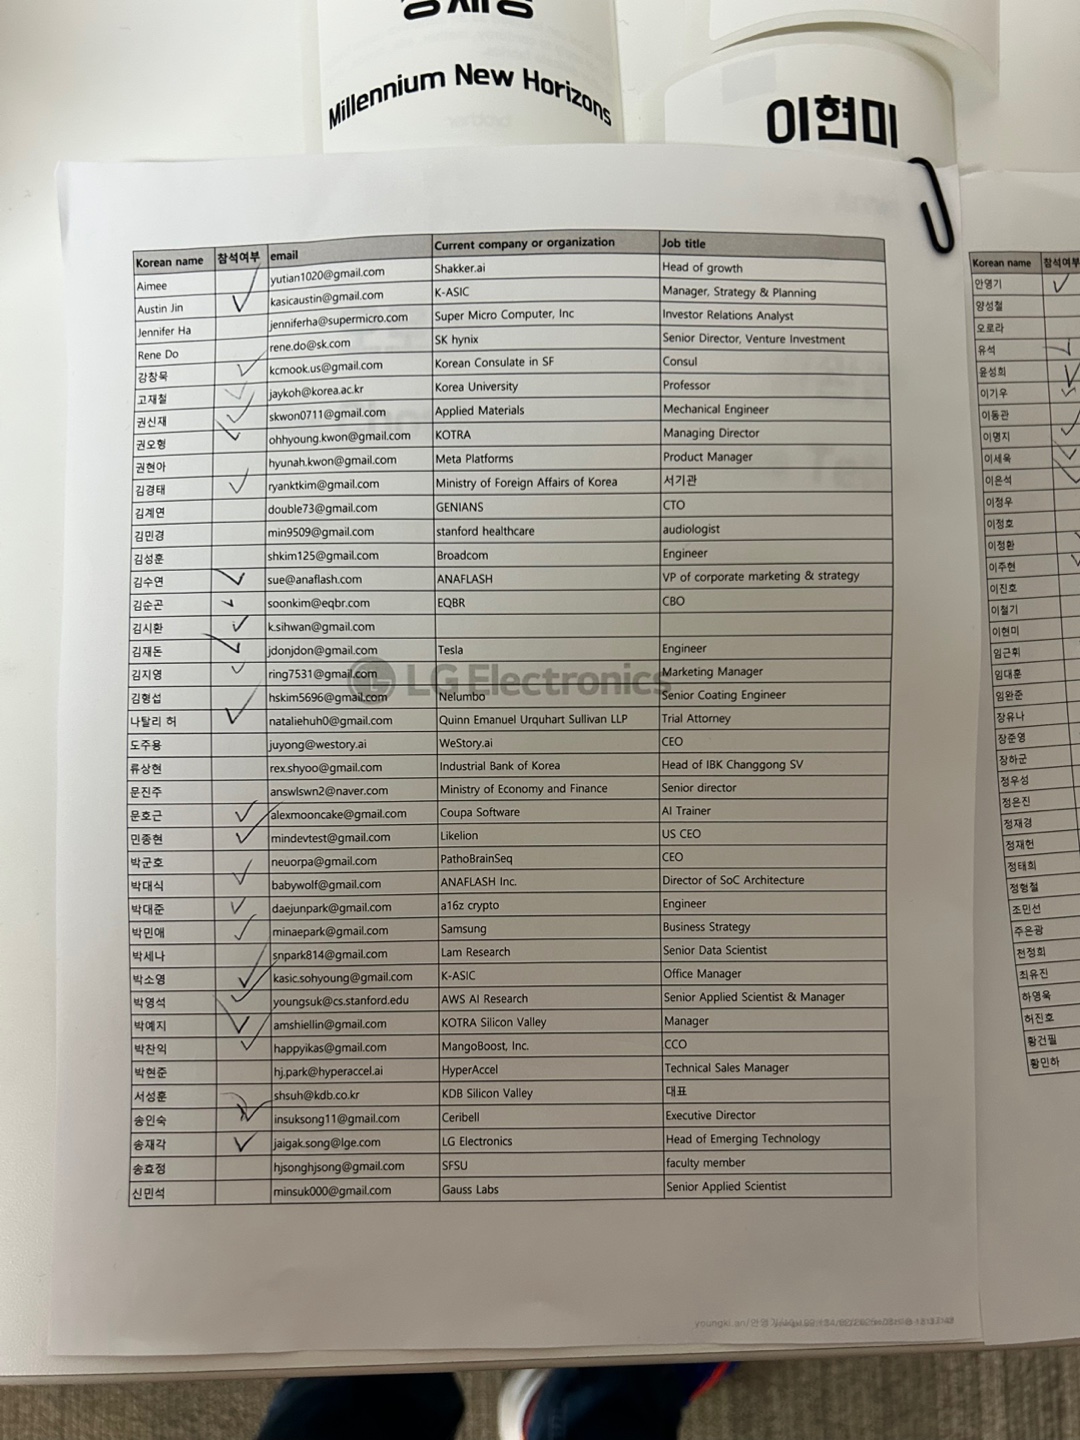 Millennium New Horizons
이현미
Korean name 참석여부 email Current company or organization Job title
Aimee yutian1020@gmail.com Shakker.ai Head of growth
Austin Jin kasicaustin@gmail.com K-ASIC Manager, Strategy & Planning
Jennifer Ha jenniferha@supermicro.com Super Micro Computer, Inc Investor Relations Analyst
Rene Do rene.do@sk.com SK hynix Senior Director, Venture Investment
강창묵 kcmook.us@gmail.com Korean Consulate in SF Consul
고재철 jaykoh@korea.ac.kr Korea University Professor
권신재 skwon0711@gmail.com Applied Materials Mechanical Engineer
권오형 ohhyoung.kwon@gmail.com KOTRA Managing Director
권현아 hyunah.kwon@gmail.com Meta Platforms Product Manager
김경태 ryanktkim@gmail.com Ministry of Foreign Affairs of Korea 서기관
김계연 double73@gmail.com GENIANS CTO
김민경 min9509@gmail.com stanford healthcare audiologist
김성훈 shkim125@gmail.com Broadcom Engineer
김수연 sue@anaflash.com ANAFLASH VP of corporate marketing & strategy
김순곤 soonkim@eqbr.com EQBR CBO
김시환 k.sihwan@gmail.com
김재돈 jdonjdon@gmail.com Tesla Engineer
김지영 ring7531@gmail.com Marketing Manager
LG Electronics
김형섭 hskim5696@gmail.com Nelumbo Senior Coating Engineer
나탈리 허 nataliehuh0@gmail.com Quinn Emanuel Urquhart Sullivan LLP Trial Attorney
도주용 juyong@westory.ai WeStory.ai CEO
류상현 rex.shyoo@gmail.com Industrial Bank of Korea Head of IBK Changgong SV
문진주 answlswn2@naver.com Ministry of Economy and Finance Senior director
문호근 alexmooncake@gmail.com Coupa Software AI Trainer
민종현 mindevtest@gmail.com Likelion US CEO
박군호 neuorpa@gmail.com PathoBrainSeq CEO
박대식 babywolf@gmail.com ANAFLASH Inc. Director of SoC Architecture
박대준 daejunpark@gmail.com a16z crypto Engineer
박민애 minaepark@gmail.com Samsung Business Strategy
박세나 snpark814@gmail.com Lam Research Senior Data Scientist
박소영 kasic.sohyoung@gmail.com K-ASIC Office Manager
박영석 youngsuk@cs.stanford.edu AWS AI Research Senior Applied Scientist & Manager
박예지 amshiellin@gmail.com KOTRA Silicon Valley Manager
박찬익 happyikas@gmail.com MangoBoost, Inc. CCO
박현준 hj.park@hyperaccel.ai HyperAccel Technical Sales Manager
서성훈 shsuh@kdb.co.kr KDB Silicon Valley 대표
송인숙 insuksong11@gmail.com Ceribell Executive Director
송재각 jaigak.song@lge.com LG Electronics Head of Emerging Technology
송효정 hjsonghjsong@gmail.com SFSU faculty member
신민석 minsuk000@gmail.com Gauss Labs Senior Applied Scientist
Korean name 참석여부
안영기
양성철
오로라
유석
윤성희
이기우
이동관
이명지
이세욱
이은석
이정우
이정호
이정환
이주현
이진호
이철기
이현미
임근휘
임대훈
임완준
장유나
장준영
장하군
정우성
정은진
정재경
정재헌
정태희
정형철
조민선
주은광
천정희
최유진
하영욱
허진호
황건필
황민하